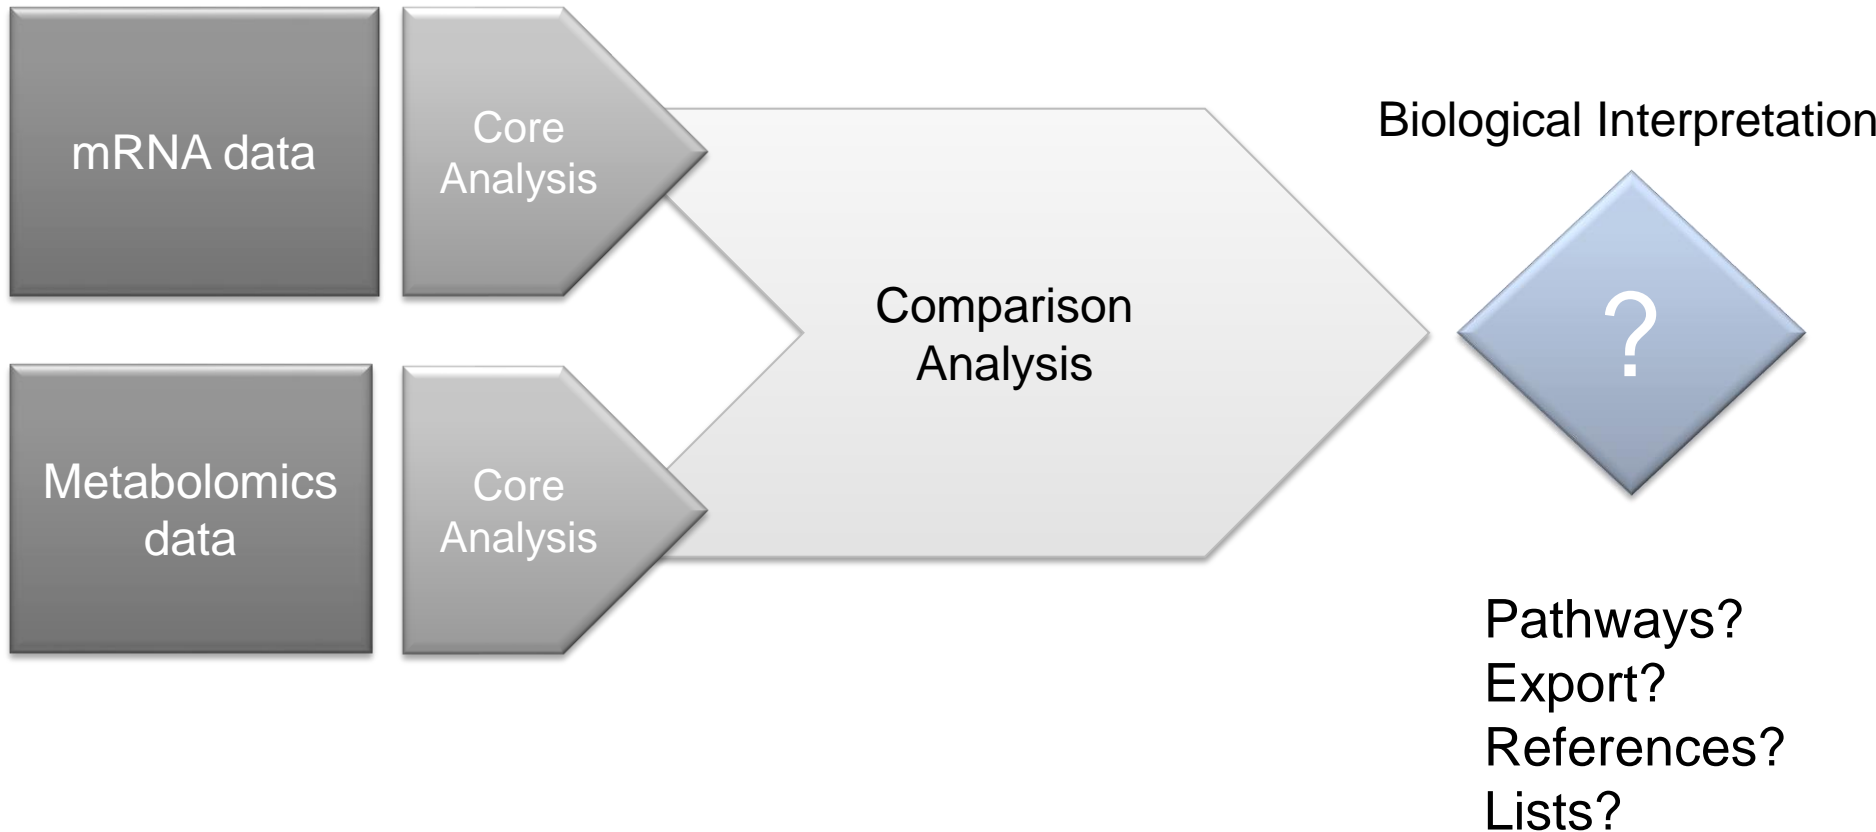 mRNA data
Core
Analysis
Metabolomics
data
Core
Analysis
Comparison
Analysis
Biological Interpretation
?
Pathways?
Export?
References?
Lists?